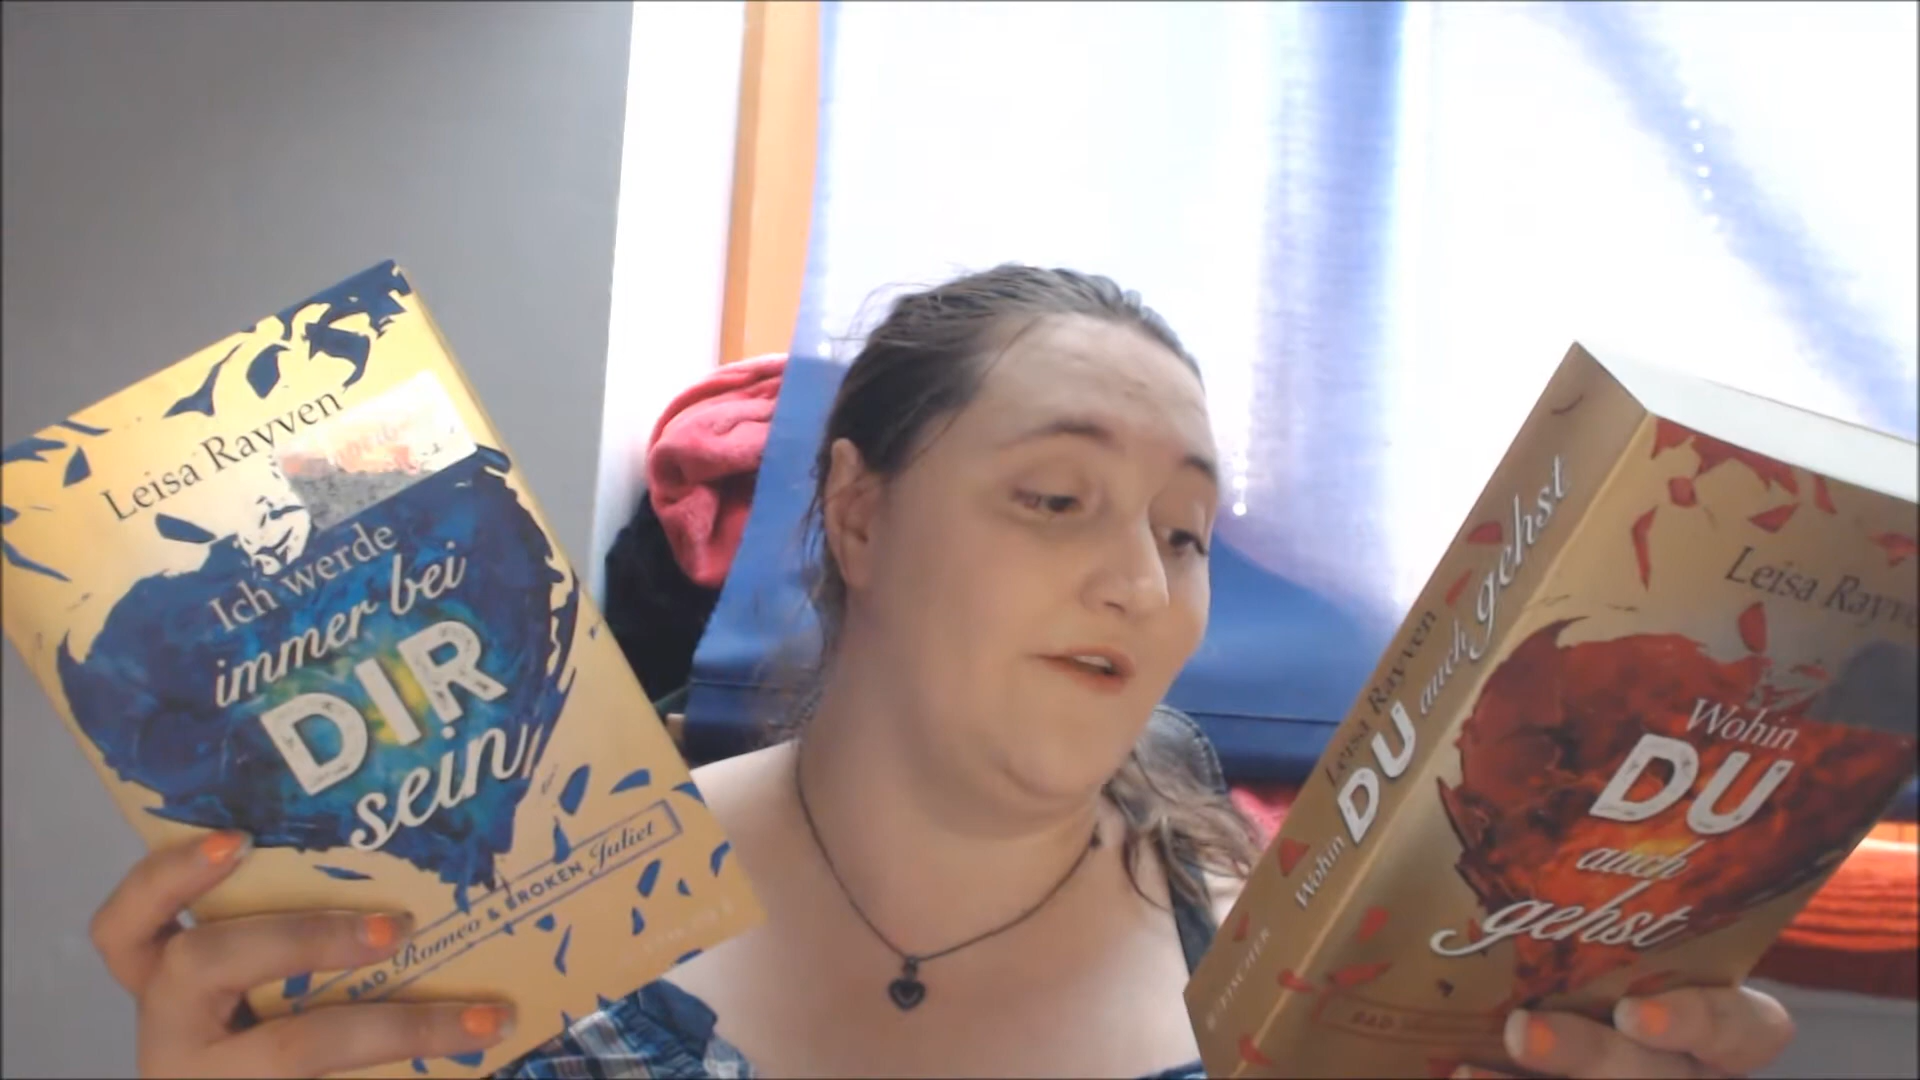 Leisa Rayven
Ich werde
immer bei
DIR
sein
BAD Romeo & BROKEN Juliet
Leisa Rayven
Wohin DU auch gehst
FISCHER
Leisa
Wohin
DU
auch
gehst
BAD